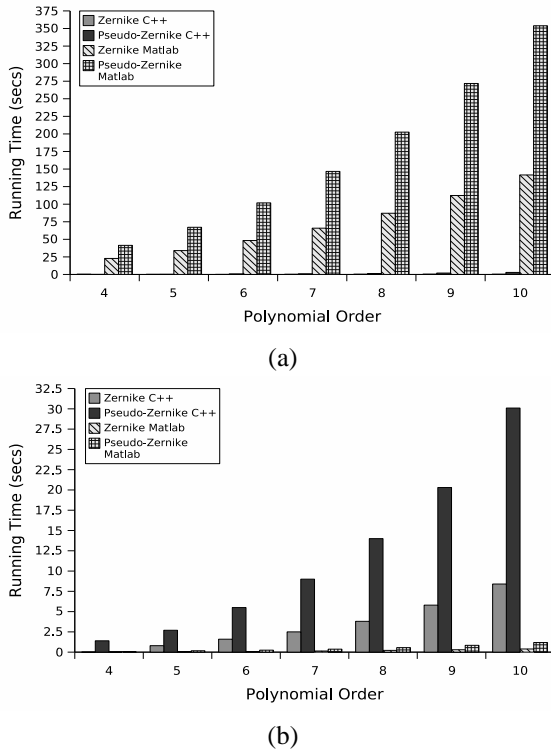 375
350
325
300
275
250
225
200
175
150
125
100
75
50
25
0
Running Time (secs)
Zernike C++
Pseudo-Zernike C++
Zernike Matlab
Pseudo-Zernike
Matlab
4 5 6 7 8 9 10
Polynomial Order
(a)
32.5
30
27.5
25
22.5
20
17.5
15
12.5
10
7.5
5
2.5
0
Running Time (secs)
Zernike C++
Pseudo-Zernike C++
Zernike Matlab
Pseudo-Zernike
Matlab
4 5 6 7 8 9 10
Polynomial Order
(b)